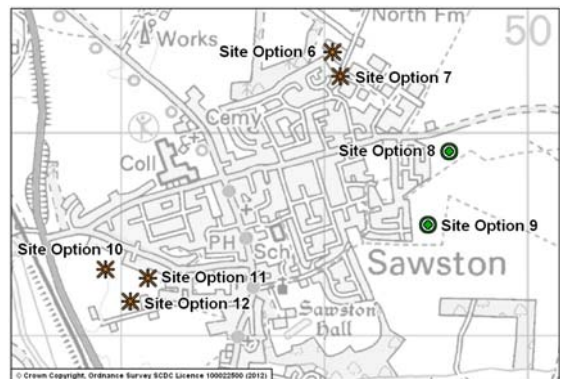 North Fm
50
Works
Site Option 6
Site Option 7
Cemy
Site Option 8
Coll
Site Option 9
PH
Sch
Site Option 10
Sawston
Site Option 11
Site Option 12
Sawston
Hall
© Crown Copyright, Ordnance Survey SCDC License 100022500 (2012)